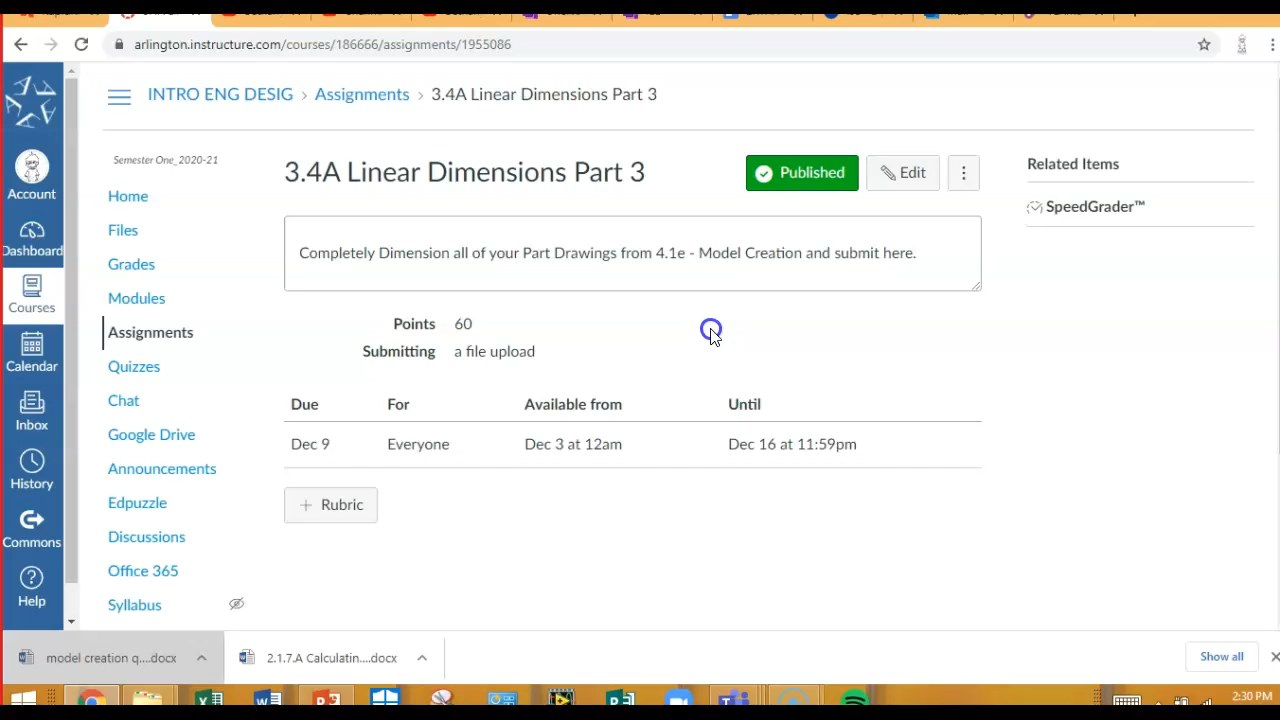 arlington.instructure.com/courses/186666/assignments/1955086
INTRO ENG DESIG > Assignments > 3.4A Linear Dimensions Part 3
Semester One_2020-21
3.4A Linear Dimensions Part 3
Published
Edit
Related Items
SpeedGrader™
Completely Dimension all of your Part Drawings from 4.1e - Model Creation and submit here.
Points 60
Submitting a file upload
Due For Available from Until
Dec 9 Everyone Dec 3 at 12am Dec 16 at 11:59pm
+ Rubric
Account
Dashboard
Courses
Calendar
Inbox
History
Commons
Help
Home
Files
Grades
Modules
Assignments
Quizzes
Chat
Google Drive
Announcements
Edpuzzle
Discussions
Office 365
Syllabus
model creation q....docx
2.1.7.A Calculatin....docx
Show all
2:30 PM